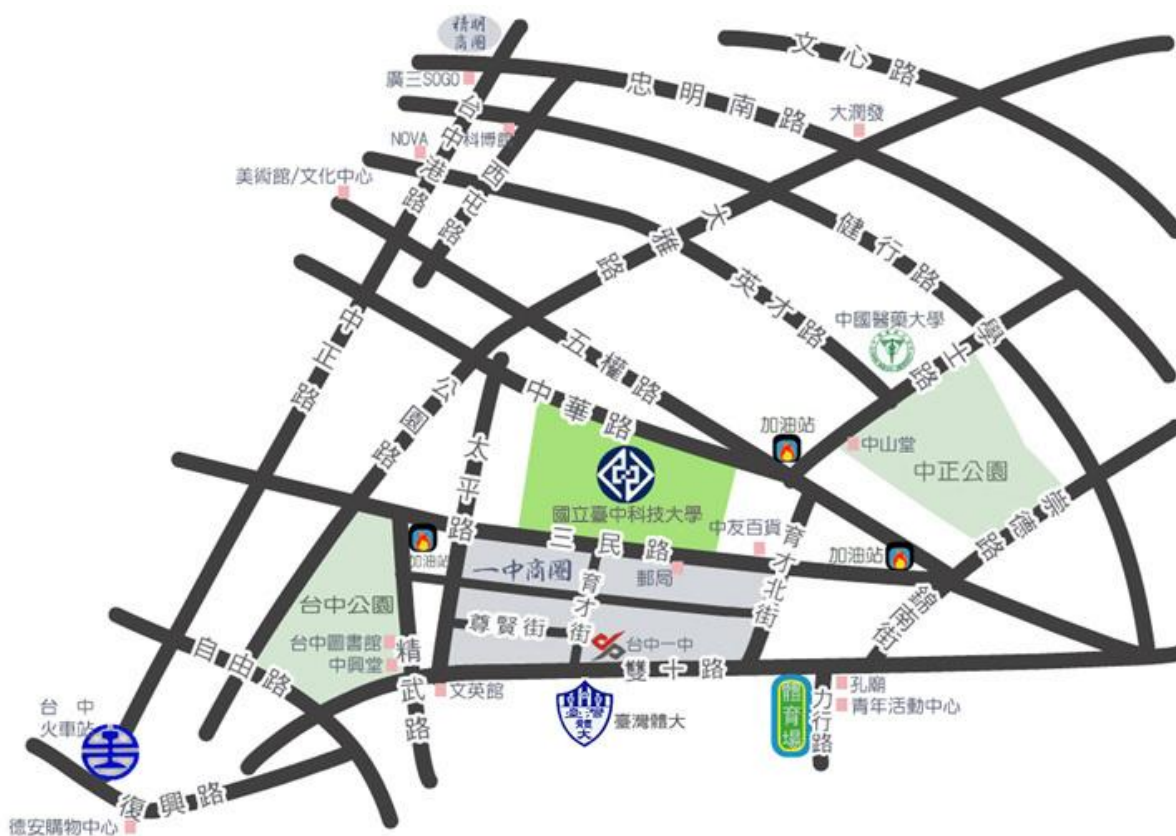 精明
商圈
廣三SOGO
文心路
忠明南路
大潤發
台中港路
NOVA
科博館
西屯路
美術館/文化中心
大雅路
健行路
英才路
中國醫藥大學
學士路
中正路
五權路
公園路
中華路
太平路
加油站
中山堂
中正公園
崇德路
國立臺中科技大學
中友百貨
育才北街
三民路
加油站
加油站
一中商圈
郵局
育才街
錦南街
台中公園
尊賢街
台中一中
台中圖書館
中興堂
精武路
自由路
雙十路
文英館
臺灣
體
大
臺灣體大
體育場
力行路
孔廟
青年活動中心
台中
火車站
復興路
德安購物中心